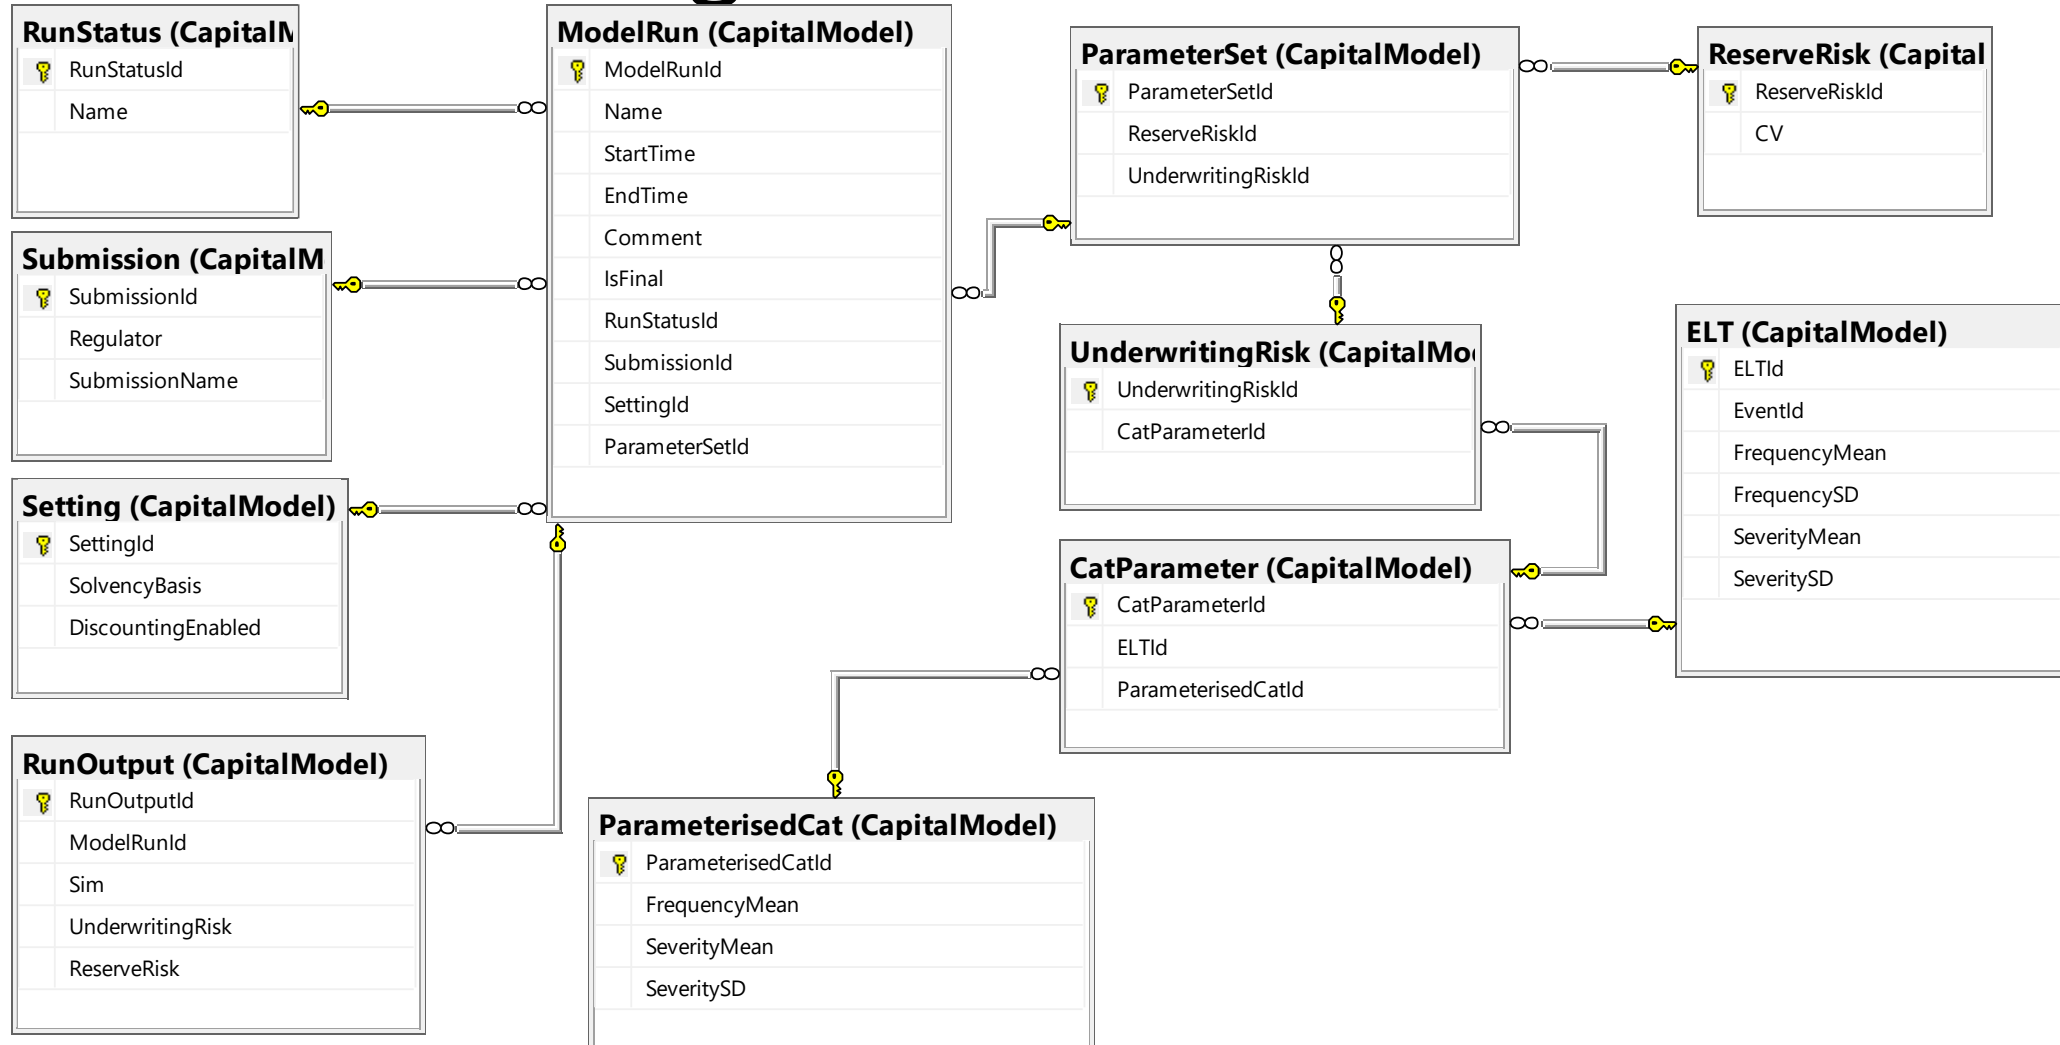 RunStatus (CapitalM
RunStatusId
Name
Submission (CapitalM
SubmissionId
Regulator
SubmissionName
Setting (CapitalModel)
SettingId
SolvencyBasis
DiscountingEnabled
RunOutput (CapitalModel)
RunOutputId
ModelRunId
Sim
UnderwritingRisk
ReserveRisk
ModelRun (CapitalModel)
ModelRunId
Name
StartTime
EndTime
Comment
IsFinal
RunStatusId
SubmissionId
SettingId
ParameterSetId
ParameterisedCat (CapitalModel)
ParameterisedCatId
FrequencyMean
SeverityMean
SeveritySD
ParameterSet (CapitalModel)
ParameterSetId
ReserveRiskId
UnderwritingRiskId
UnderwritingRisk (CapitalMo
UnderwritingRiskId
CatParameterId
CatParameter (CapitalModel)
CatParameterId
ELTId
ParameterisedCatId
ReserveRisk (Capital
ReserveRiskId
CV
ELT (CapitalModel)
ELTId
EventId
FrequencyMean
FrequencySD
SeverityMean
SeveritySD